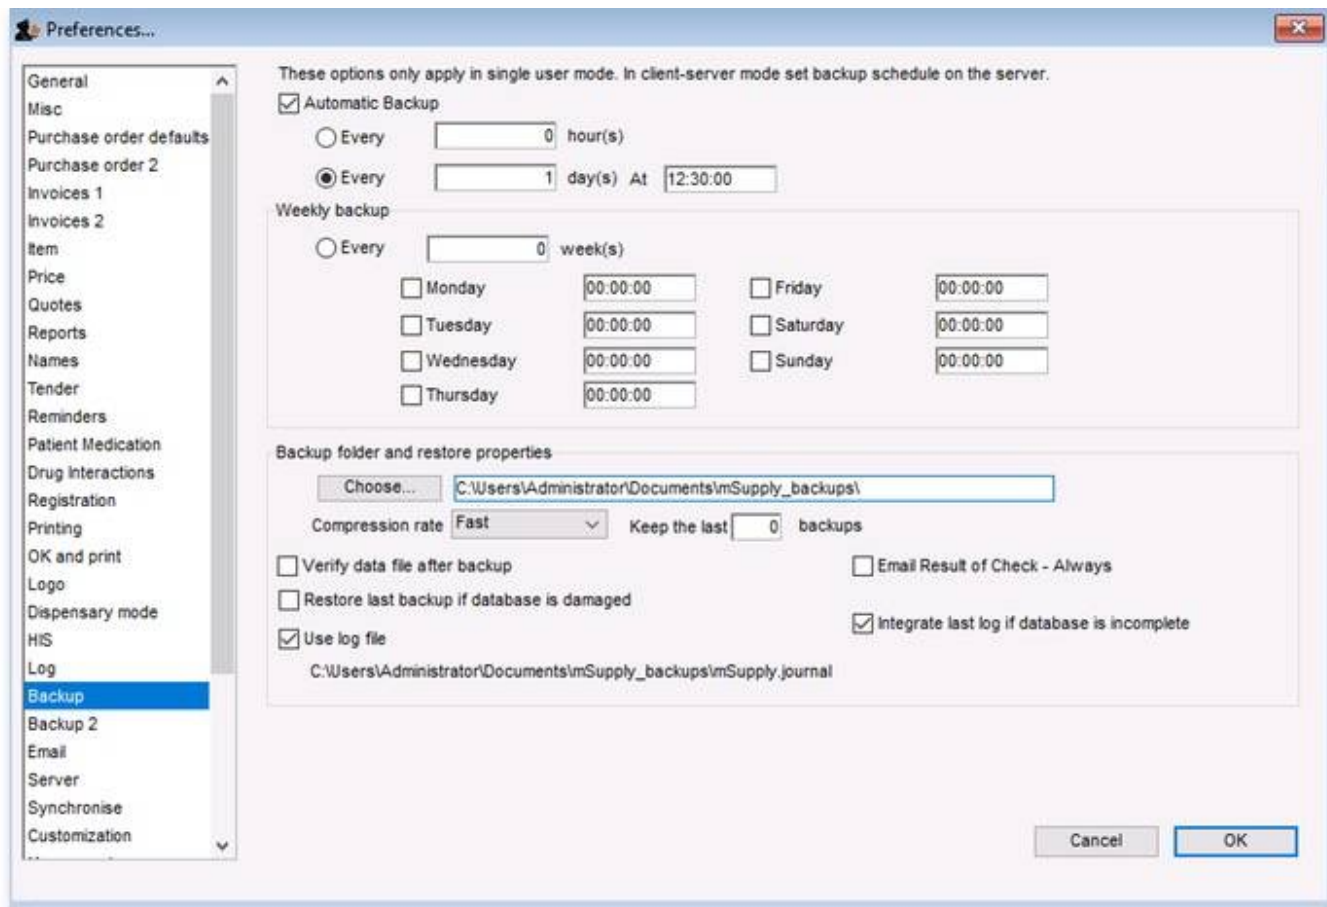 Preferences...
General
Misc
Purchase order defaults
Purchase order 2
Invoices 1
Invoices 2
Item
Price
Quotes
Reports
Names
Tender
Reminders
Patient Medication
Drug Interactions
Registration
Printing
OK and print
Logo
Dispensary mode
HIS
Log
Backup
Backup 2
Email
Server
Synchronise
Customization
These options only apply in single user mode. In client-server mode set backup schedule on the server.
Automatic Backup
Every 0 hour(s)
Every 1 day(s) At 12:30:00
Weekly backup
Every 0 week(s)
Monday 00:00:00 Friday 00:00:00
Tuesday 00:00:00 Saturday 00:00:00
Wednesday 00:00:00 Sunday 00:00:00
Thursday 00:00:00
Backup folder and restore properties
Choose... C:\Users\Administrator\Documents\mSupply_backups\
Compression rate Fast Keep the last 0 backups
Verify data file after backup Email Result of Check - Always
Restore last backup if database is damaged
Integrate last log if database is incomplete
Use log file
C:\Users\Administrator\Documents\mSupply_backups\mSupply.journal
Cancel OK